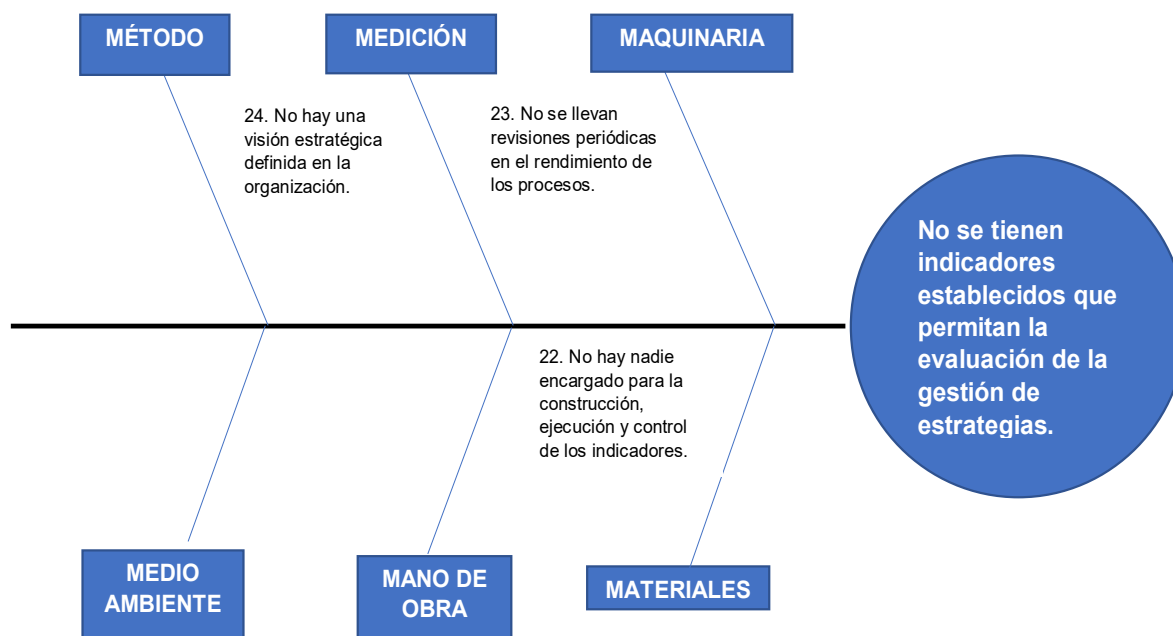 MÉTODO
MEDICIÓN
MAQUINARIA
24. No hay una
visión estratégica
definida en la
organización.
23. No se llevan
revisiones periódicas
en el rendimiento de
los procesos.
No se tienen
indicadores
establecidos que
permitan la
evaluación de la
gestión de
estrategias.
22. No hay nadie
encargado para la
construcción,
ejecución y control
de los indicadores.
MEDIO
AMBIENTE
MANO DE
OBRA
MATERIALES